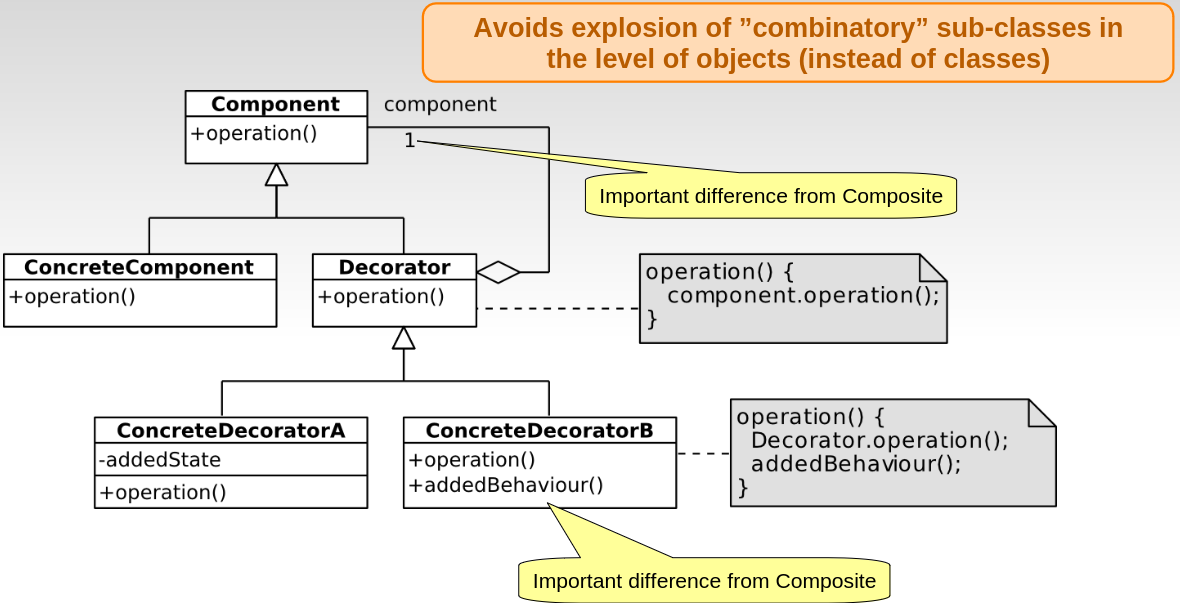 Avoids explosion of ”combinatory” sub-classes in
the level of objects (instead of classes)
Component
+operation()
component
1
Important difference from Composite
ConcreteComponent
+operation()
Decorator
+operation()
operation() {
component.operation();
}
ConcreteDecoratorA
-addedState
+operation()
ConcreteDecoratorB
+operation()
+addedBehaviour()
operation() {
Decorator.operation();
addedBehaviour();
}
Important difference from Composite